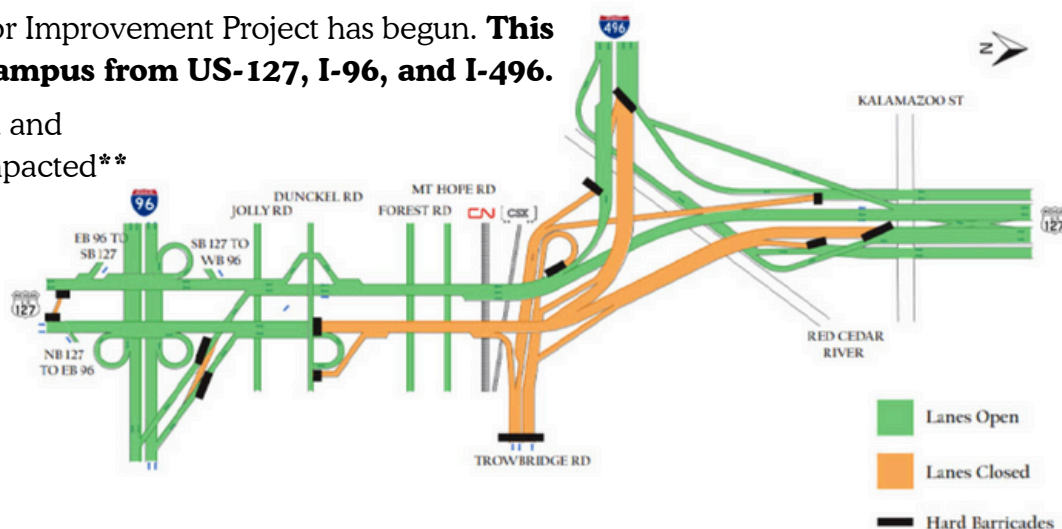 or Improvement Project has begun. This
ampus from US-127, I-96, and I-496.
and
pacted**
496
N
KALAMAZOO ST
96
DUNCKEL RD
JOLLY RD
MT HOPE RD
FOREST RD
CN
[CSX]
EB 96 TO
SB 127
SB 127 TO
WB 96
127
127
NB 127
TO EB 96
RED CEDAR
RIVER
TROWBRIDGE RD
Lanes Open
Lanes Closed
Hard Barricades